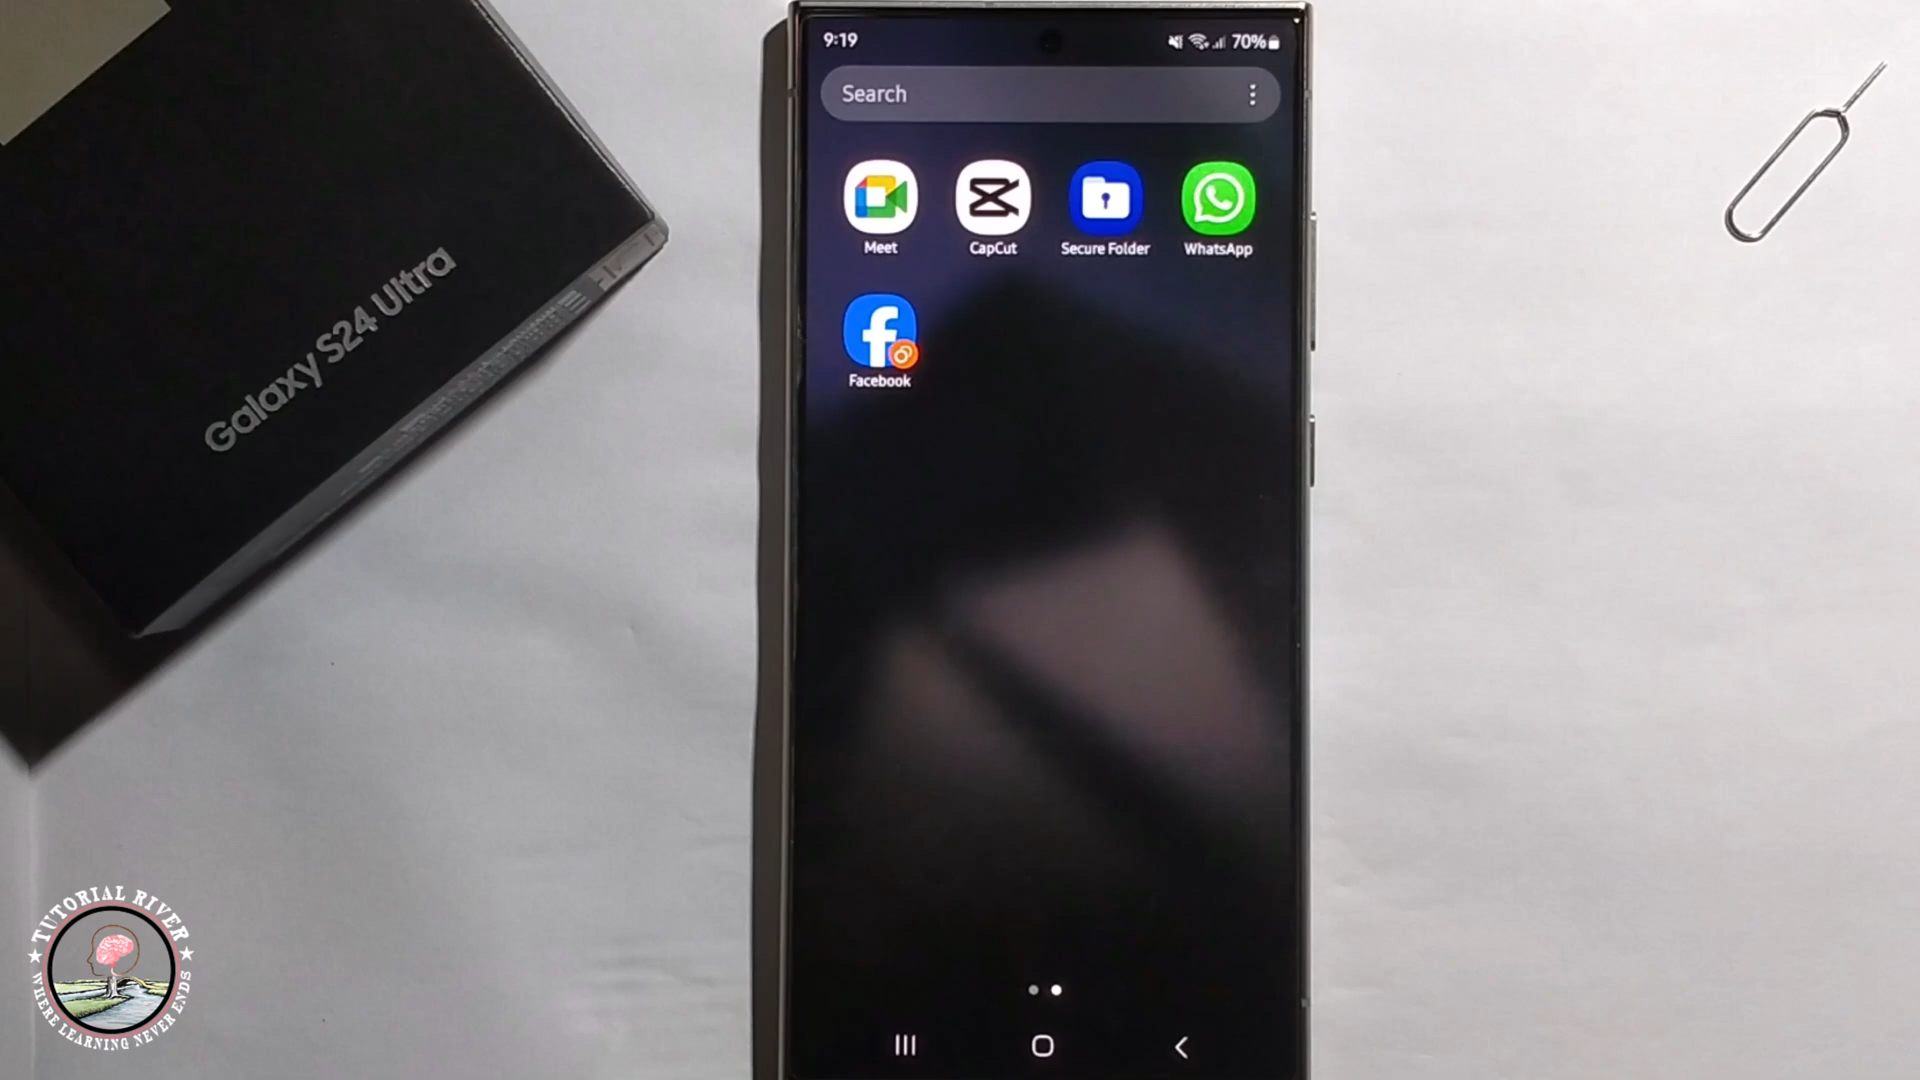 Galaxy S24 Ultra
9:19
70%
Search
Meet
CapCut
Secure Folder
WhatsApp
Facebook
TUTORIAL RIVER
WHERE LEARNING NEVER ENDS